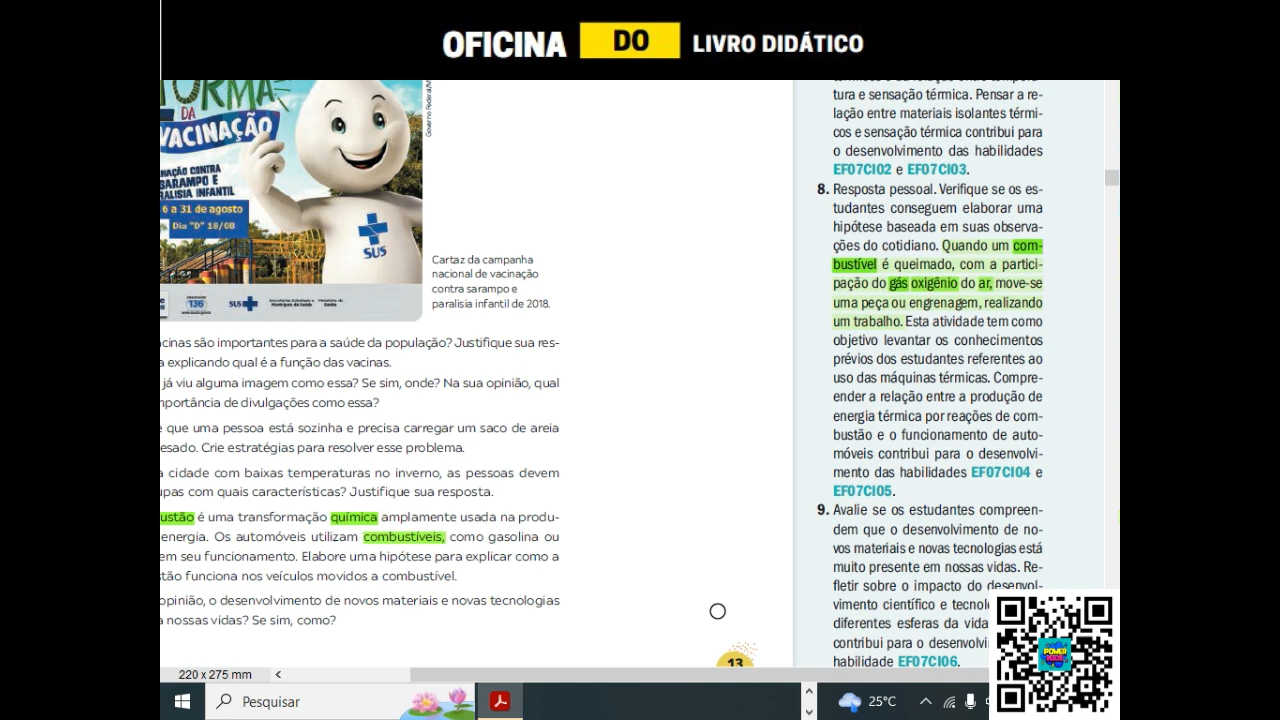 OFICINA DO LIVRO DIDÁTICO
FORMA
DA
VACINAÇÃO
NAÇÃO CONTRA
SARAMPO E
RALISIA INFANTIL
6 a 31 de agosto
Dia "D" 18/08
SUS
136
SUS
Governo Federal/M
Cartaz da campanha
nacional de vacinação
contra sarampo e
paralisia infantil de 2018.
acinas são importantes para a saúde da população? Justifique sua res-
a explicando qual é a função das vacinas.
já viu alguma imagem como essa? Se sim, onde? Na sua opinião, qual
mportância de divulgações como essa?
e que uma pessoa está sozinha e precisa carregar um saco de areia
esado. Crie estratégias para resolver esse problema.
a cidade com baixas temperaturas no inverno, as pessoas devem
upas com quais características? Justifique sua resposta.
ustão é uma transformação química amplamente usada na produ-
energia. Os automóveis utilizam combustíveis, como gasolina ou
em seu funcionamento. Elabore uma hipótese para explicar como a
stão funciona nos veículos movidos a combustível.
opinião, o desenvolvimento de novos materiais e novas tecnologias
a nossas vidas? Se sim, como?
13
tura e sensação térmica. Pensar a re-
lação entre materiais isolantes térmi-
cos e sensação térmica contribui para
o desenvolvimento das habilidades
EF07CI02 e EF07CI03.
8. Resposta pessoal. Verifique se os es-
tudantes conseguem elaborar uma
hipótese baseada em suas observa-
ções do cotidiano. Quando um com-
bustível é queimado, com a partici-
pação do gás oxigênio do ar, move-se
uma peça ou engrenagem, realizando
um trabalho. Esta atividade tem como
objetivo levantar os conhecimentos
prévios dos estudantes referentes ao
uso das máquinas térmicas. Compre-
ender a relação entre a produção de
energia térmica por reações de com-
bustão e o funcionamento de auto-
móveis contribui para o desenvolvi-
mento das habilidades EF07CI04 e
EF07CI05.
9. Avalie se os estudantes compreen-
dem que o desenvolvimento de no-
vos materiais e novas tecnologias está
muito presente em nossas vidas. Re-
fletir sobre o impacto do desenvol-
vimento científico e tecnol
diferentes esferas da vida
contribui para o desenvolvi
habilidade EF07CI06.
220 x 275 mm
Pesquisar
25°C
POWER